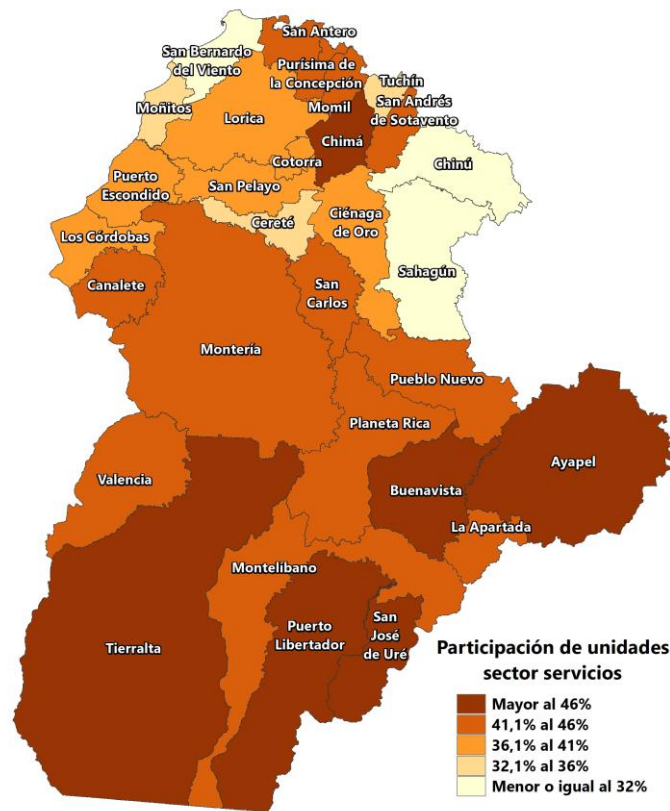 San Antero
San Bernardo
del Viento
Purísima de
la Concepción
Tuchín
Moñitos
Momil
San Andrés
de Sotavento
Lorica
Chimá
Chinú
Cotorra
Puerto
Escondido
San Pelayo
Cereté
Ciénaga
de Oro
Los Córdobas
Sahagún
Canalete
San
Carlos
Montería
Pueblo Nuevo
Planeta Rica
Ayapel
Valencia
Buenavista
La Apartada
Montelíbano
Tierralta
Puerto
Libertador
San
José
de Uré
Participación de unidades
sector servicios
Mayor al 46%
41,1% al 46%
36,1% al 41%
32,1% al 36%
Menor o igual al 32%